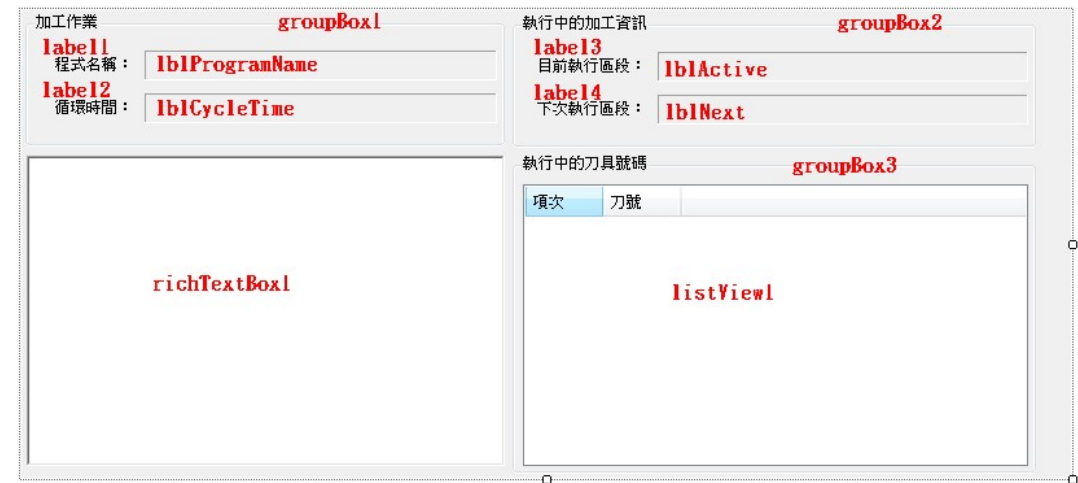 加工作業 groupBox1
label1
程式名稱： lblProgramName
label2
循環時間： lblCycleTime
執行中的加工資訊 groupBox2
label3
目前執行區段： lblActive
label4
下次執行區段： lblNext
richTextBox1
執行中的刀具號碼 groupBox3
項次 刀號
listView1